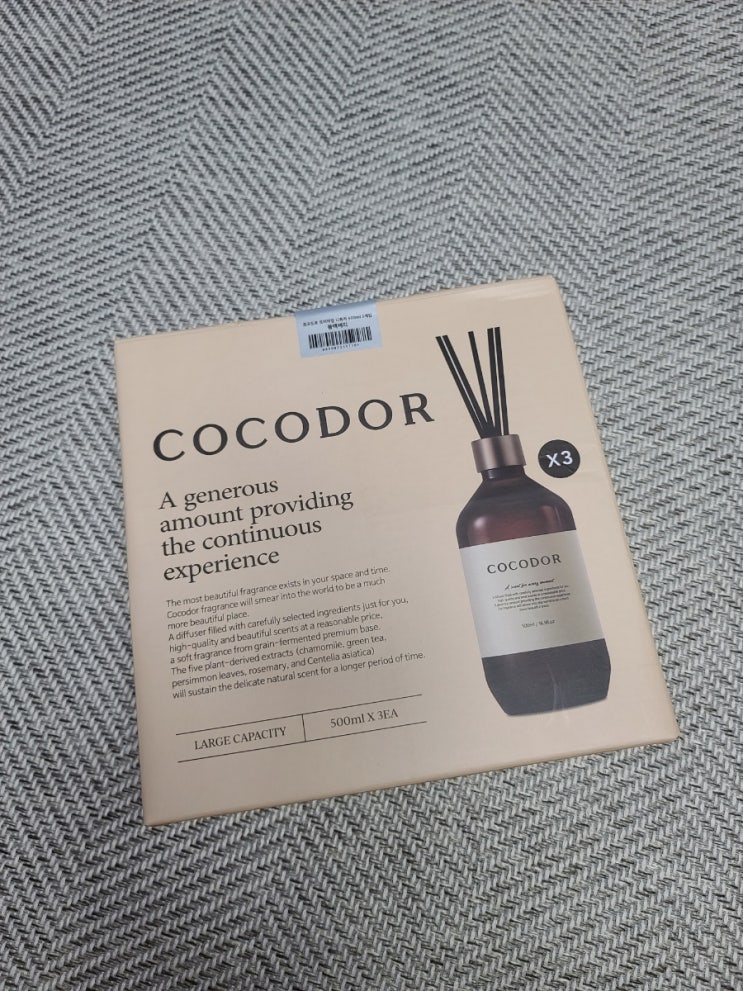 블랙체리
COCODOR
X3
A generous
amount providing
the continuous
experience
The most beautiful fragrance exists in your space and time.
Cocodor fragrance will smear into the world to be a much
more beautiful place.
A diffuser filled with carefully selected ingredients just for you,
high-quality and beautiful scents at a reasonable price,
a soft fragrance from grain-fermented premium base.
The five plant-derived extracts (chamomile, green tea,
persimmon leaves, rosemary, and Centella asiatica)
will sustain the delicate natural scent for a longer period of time.
LARGE CAPACITY
500ml X 3EA
COCODOR